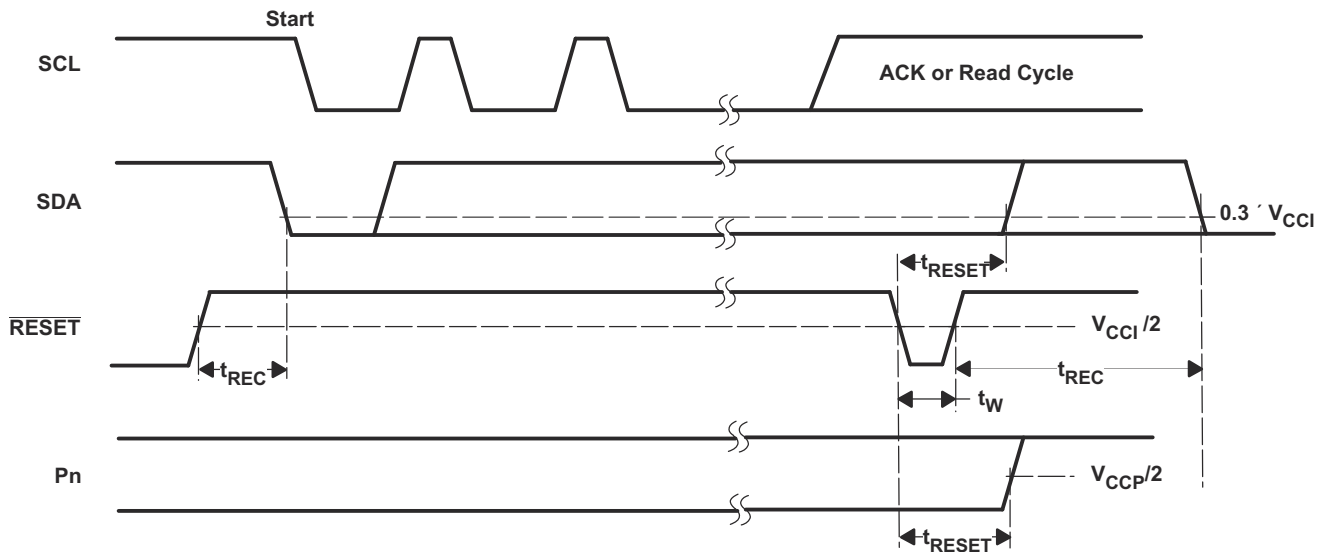 Start
SCL
ACK or Read Cycle
SDA
0.3 ´ VCCI
tRESET
RESET
VCCI /2
tREC
tREC
tW
Pn
VCCP/2
tRESET